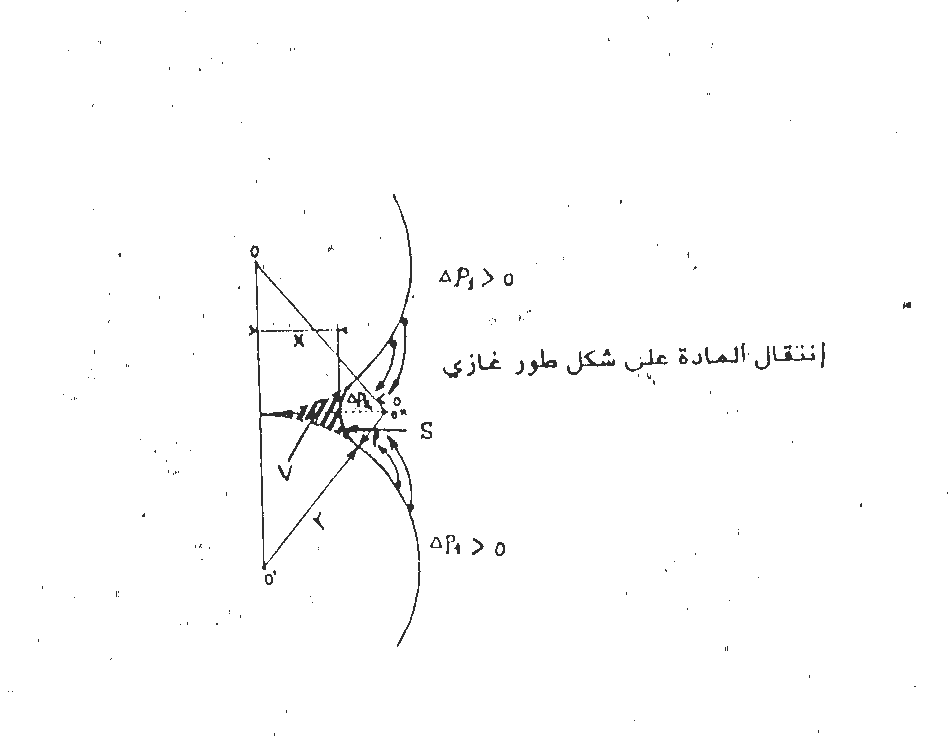 O
ΔP₁ > 0
x
إنتقال المادة على شكل طور غازي
ΔP₂ < 0
O"
S
V
r
ΔP₁ > 0
O'